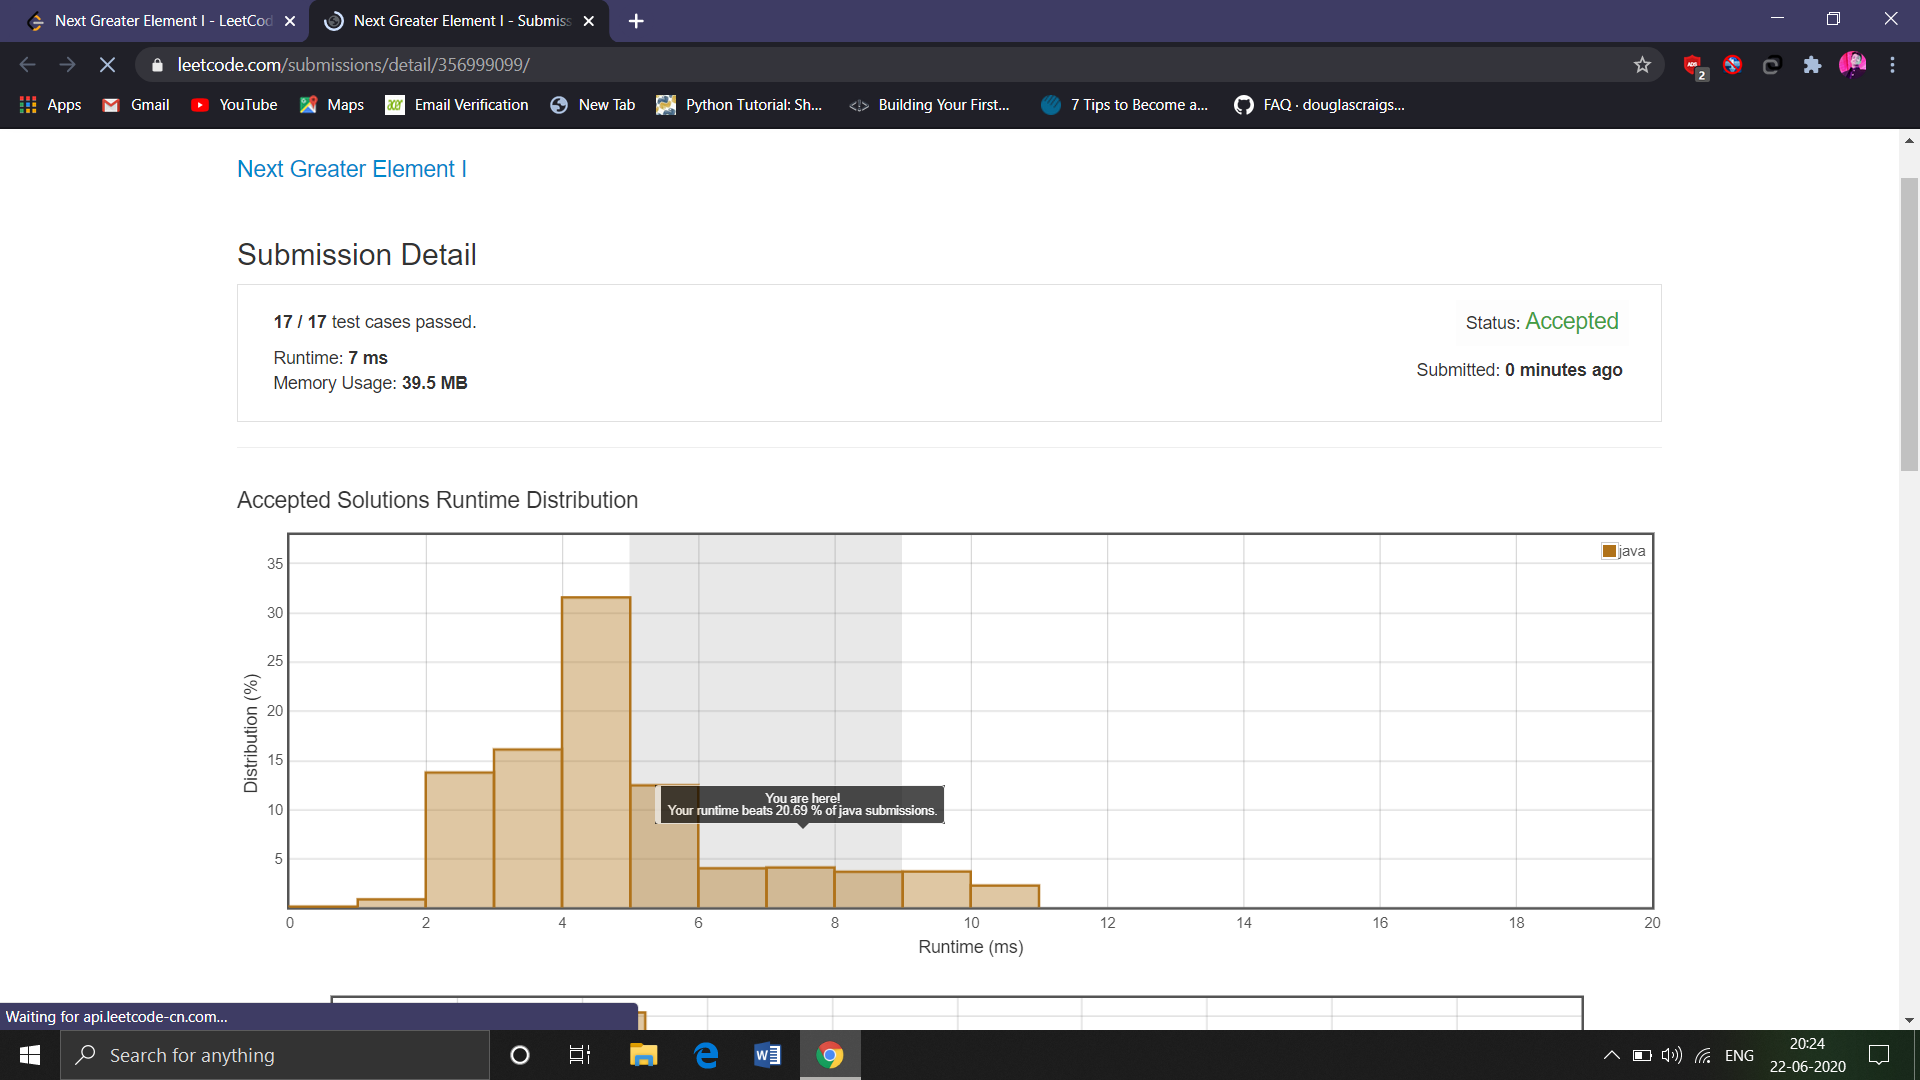 Next Greater Element I - LeetCod
Next Greater Element I - Submiss
leetcode.com/submissions/detail/356999099/
ADS
2
Apps
Gmail
YouTube
Maps
acer
Email Verification
New Tab
Python Tutorial: Sh...
Building Your First...
7 Tips to Become a...
FAQ · douglascraigs...
Next Greater Element I
Submission Detail
17 / 17 test cases passed.
Status: Accepted
Runtime: 7 ms
Submitted: 0 minutes ago
Memory Usage: 39.5 MB
Accepted Solutions Runtime Distribution
java
35
30
25
20
15
10
5
Distribution (%)
You are here!
Your runtime beats 20.69 % of java submissions.
0 2 4 6 8 10 12 14 16 18 20
Runtime (ms)
Waiting for api.leetcode-cn.com...
Search for anything
W
ENG
20:24
22-06-2020